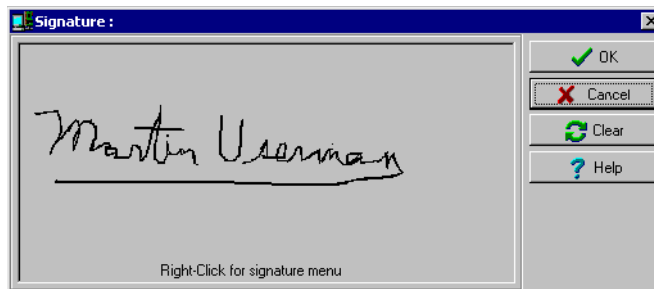 Signature :
OK
Cancel
Clear
Help
Martin Userman
Right-Click for signature menu